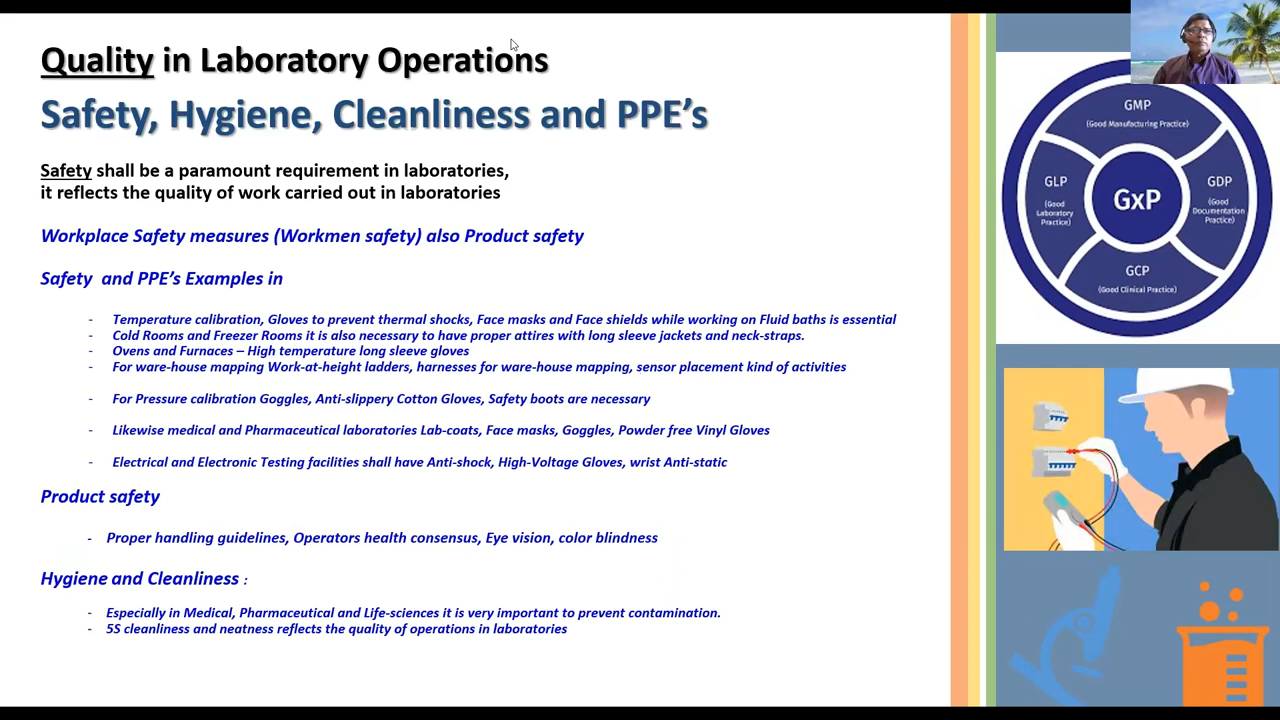 Quality in Laboratory Operations
Safety, Hygiene, Cleanliness and PPE's
Safety shall be a paramount requirement in laboratories,
it reflects the quality of work carried out in laboratories
Workplace Safety measures (Workmen safety) also Product safety
Safety and PPE's Examples in
- Temperature calibration, Gloves to prevent thermal shocks, Face masks and Face shields while working on Fluid baths is essential
- Cold Rooms and Freezer Rooms it is also necessary to have proper attires with long sleeve jackets and neck-straps.
- Ovens and Furnaces – High temperature long sleeve gloves
- For ware-house mapping Work-at-height ladders, harnesses for ware-house mapping, sensor placement kind of activities
- For Pressure calibration Goggles, Anti-slippery Cotton Gloves, Safety boots are necessary
- Likewise medical and Pharmaceutical laboratories Lab-coats, Face masks, Goggles, Powder free Vinyl Gloves
- Electrical and Electronic Testing facilities shall have Anti-shock, High-Voltage Gloves, wrist Anti-static
Product safety
- Proper handling guidelines, Operators health consensus, Eye vision, color blindness
Hygiene and Cleanliness :
- Especially in Medical, Pharmaceutical and Life-sciences it is very important to prevent contamination.
- 5S cleanliness and neatness reflects the quality of operations in laboratories
GMP
(Good Manufacturing Practice)
GLP
(Good
Laboratory
Practice)
GxP
GDP
(Good
Documentation
Practice)
GCP
(Good Clinical Practice)